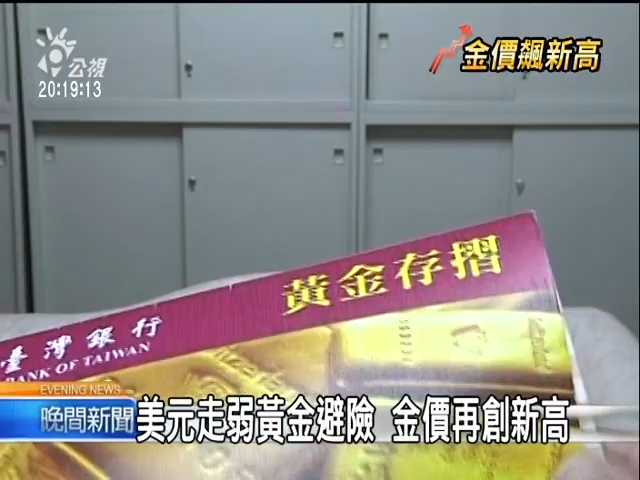 公視
20:19:13
金價飆新高
黃金存摺
臺灣銀行
BANK OF TAIWAN
EVENING NEWS
晚間新聞
美元走弱黃金避險 金價再創新高